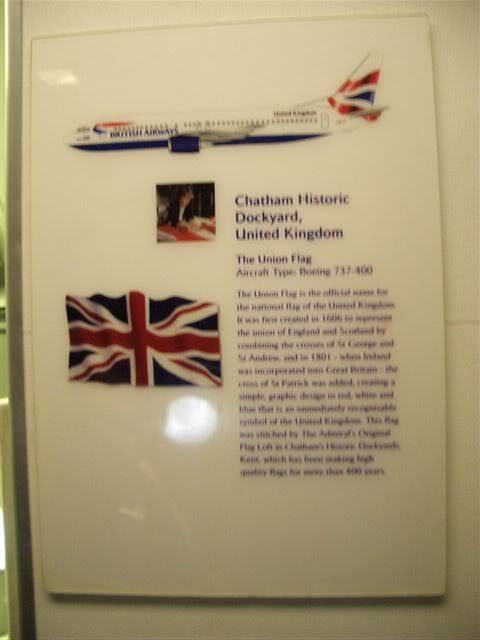 United Kingdom
BRITISH AIRWAYS
Chatham Historic
Dockyard,
United Kingdom
The Union Flag
Aircraft Type: Boeing 737-400
The Union Flag is the official name for
the national flag of the United Kingdom.
It was first created in 1606 to represent
the union of England and Scotland by
combining the crosses of St George and
St Andrew, and in 1801 - when Ireland
was incorporated into Great Britain - the
cross of St Patrick was added, creating a
simple, graphic design in red, white and
blue that is an immediately recognisable
symbol of the United Kingdom. This flag
was stitched by The Admiral's Original
Flag Loft in Chatham's Historic Dockyards,
Kent, which has been making high
quality flags for more than 400 years.